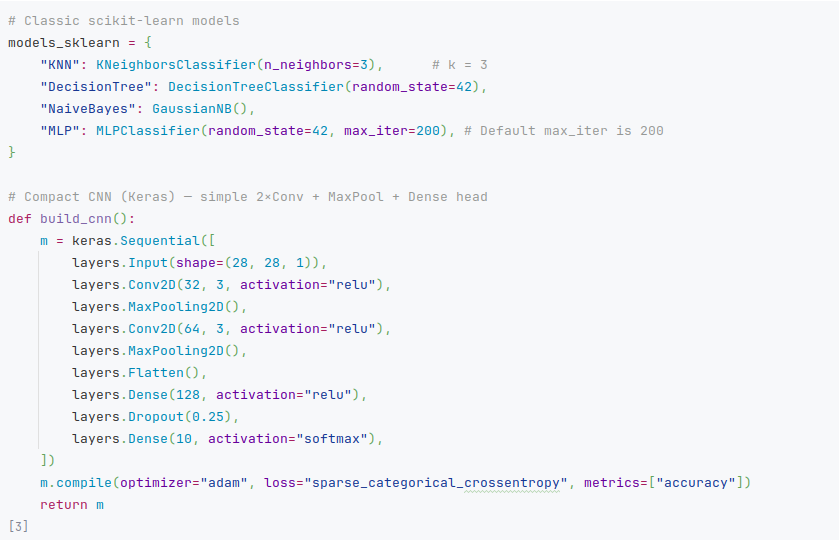 # Classic scikit-learn models
models_sklearn = {
    "KNN": KNeighborsClassifier(n_neighbors=3),      # k = 3
    "DecisionTree": DecisionTreeClassifier(random_state=42),
    "NaiveBayes": GaussianNB(),
    "MLP": MLPClassifier(random_state=42, max_iter=200), # Default max_iter is 200
}

# Compact CNN (Keras) — simple 2×Conv + MaxPool + Dense head
def build_cnn():
    m = keras.Sequential([
        layers.Input(shape=(28, 28, 1)),
        layers.Conv2D(32, 3, activation="relu"),
        layers.MaxPooling2D(),
        layers.Conv2D(64, 3, activation="relu"),
        layers.MaxPooling2D(),
        layers.Flatten(),
        layers.Dense(128, activation="relu"),
        layers.Dropout(0.25),
        layers.Dense(10, activation="softmax"),
    ])
    m.compile(optimizer="adam", loss="sparse_categorical_crossentropy", metrics=["accuracy"])
    return m
[3]